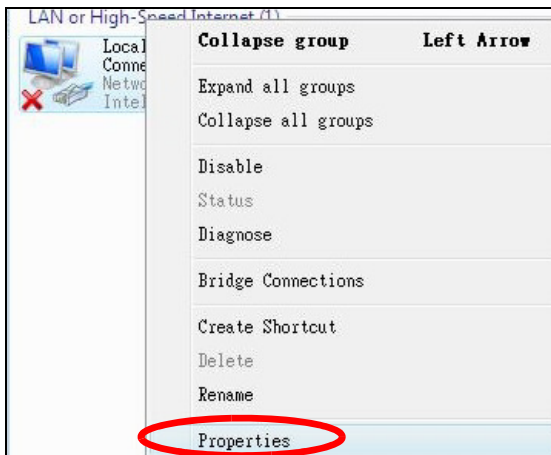 LAN or High-Speed Internet (1)
Local
Conne
Netwo
Intel
Collapse group Left Arrow
Expand all groups
Collapse all groups
Disable
Status
Diagnose
Bridge Connections
Create Shortcut
Delete
Rename
Properties